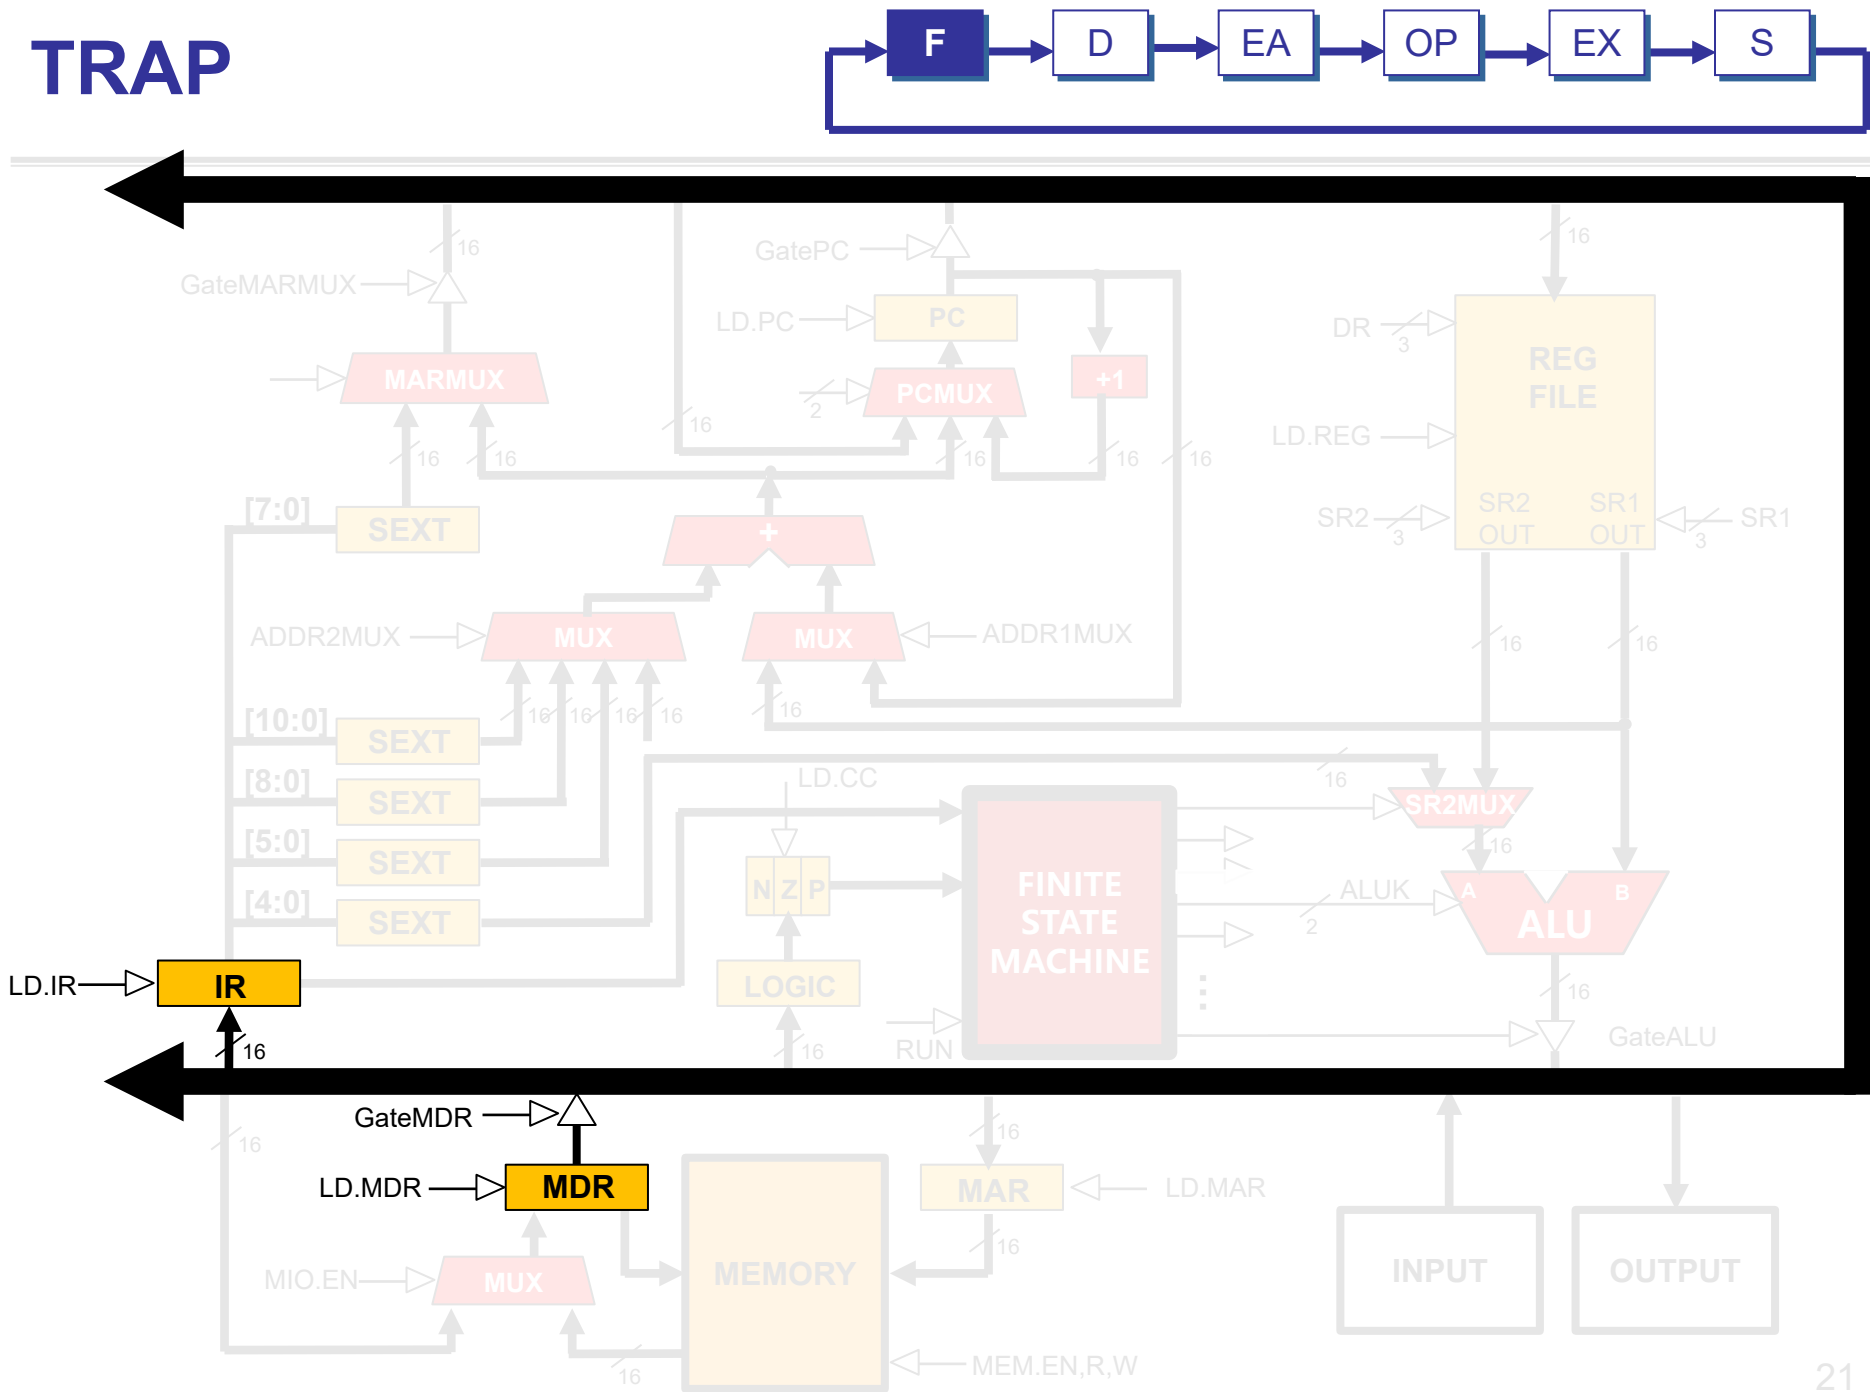 TRAP
F D EA OP EX S
16
GatePC
16
GateMARMUX
LD.PC
PC
DR
3
REG
FILE
MARMUX
2
PCMUX
+1
16
LD.REG
16
16
16
16
16
[7:0]
SEXT
+
SR2
3
SR2
OUT
SR1
OUT
3
SR1
ADDR2MUX
MUX
MUX
ADDR1MUX
16
16
[10:0]
SEXT
16
16
16
16
16
[8:0]
SEXT
LD.CC
16
SR2MUX
16
[5:0]
SEXT
N Z P
FINITE
STATE
MACHINE
ALUK
2
A
B
ALU
[4:0]
SEXT
LD.IR
IR
LOGIC
16
⋮
16
16
RUN
GateALU
GateMDR
16
16
LD.MDR
MDR
MAR
LD.MAR
16
MIO.EN
MUX
MEMORY
INPUT
OUTPUT
16
MEM.EN,R,W
21